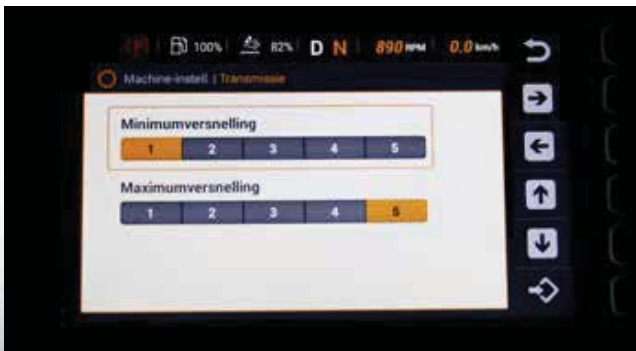 (P) 100% 82% D N 890 RPM 0.0 km/h
Machine-instell. | Transmissie
Minimumversnelling
1 2 3 4 5
Maximumversnelling
1 2 3 4 5